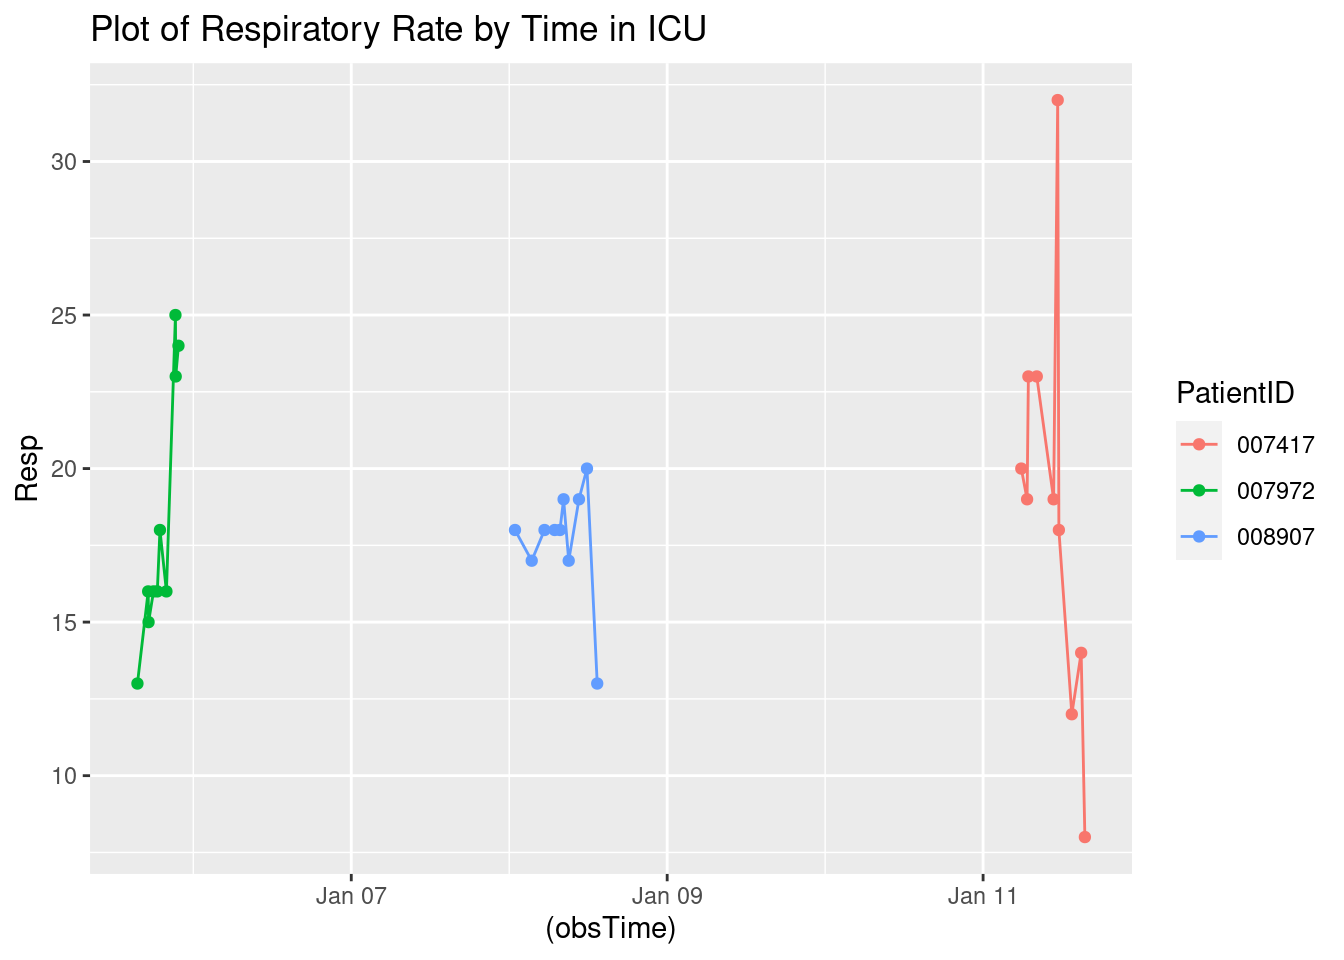 Plot of Respiratory Rate by Time in ICU
30
25
20
15
10
Resp
Jan 07
Jan 09
Jan 11
(obsTime)
PatientID
007417
007972
008907